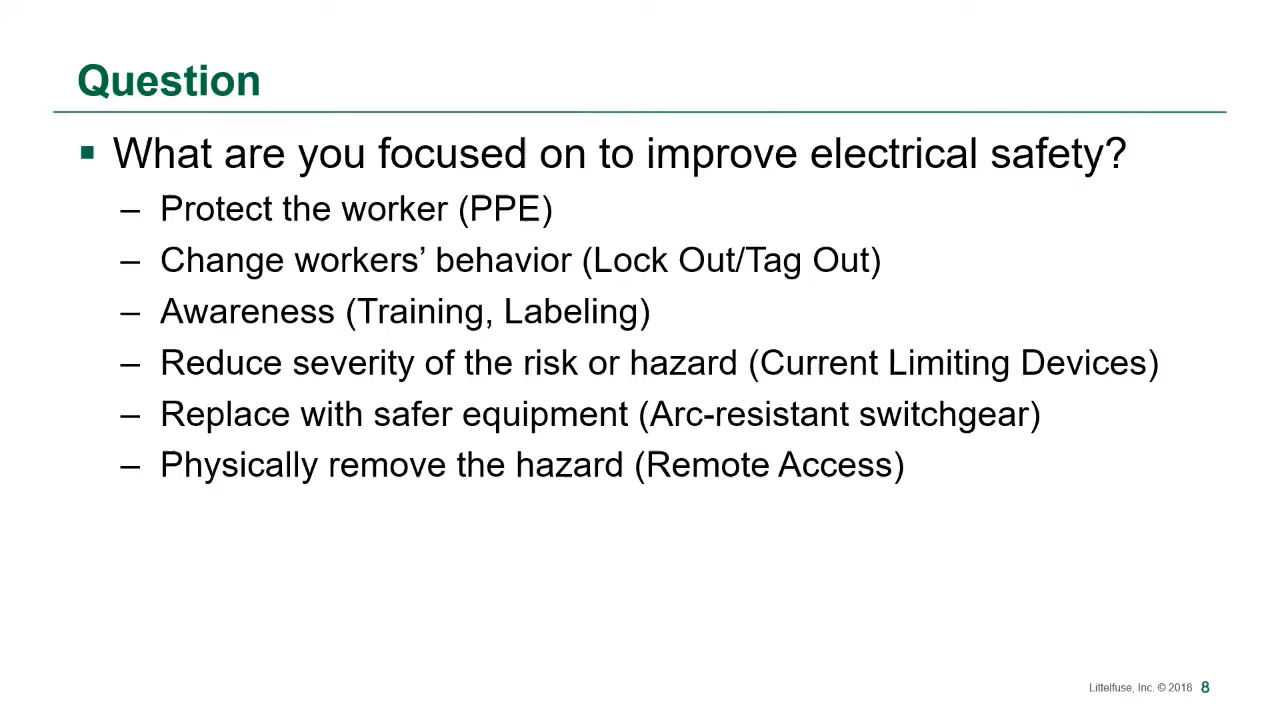 Question
▪ What are you focused on to improve electrical safety?
– Protect the worker (PPE)
– Change workers’ behavior (Lock Out/Tag Out)
– Awareness (Training, Labeling)
– Reduce severity of the risk or hazard (Current Limiting Devices)
– Replace with safer equipment (Arc-resistant switchgear)
– Physically remove the hazard (Remote Access)
Littelfuse, Inc. © 2018 8